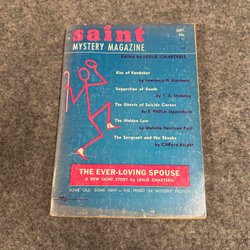 saint
MYSTERY MAGAZINE
Edited by LESLIE CHARTERIS
Kiss of Kandahar
by Lawrence G. Blochman
Suggestion of Death
by T. S. Stribling
The Ghosts of Suicide Corner
by E. Phillips Oppenheim
The Hidden Law
by Melville Davisson Post
The Sergeant and the Skunks
by Clifford Knight
THE EVER-LOVING SPOUSE
A NEW SAINT STORY by LESLIE CHARTERIS
SOME OLD, SOME NEW — THE FINEST IN MYSTERY FICTION